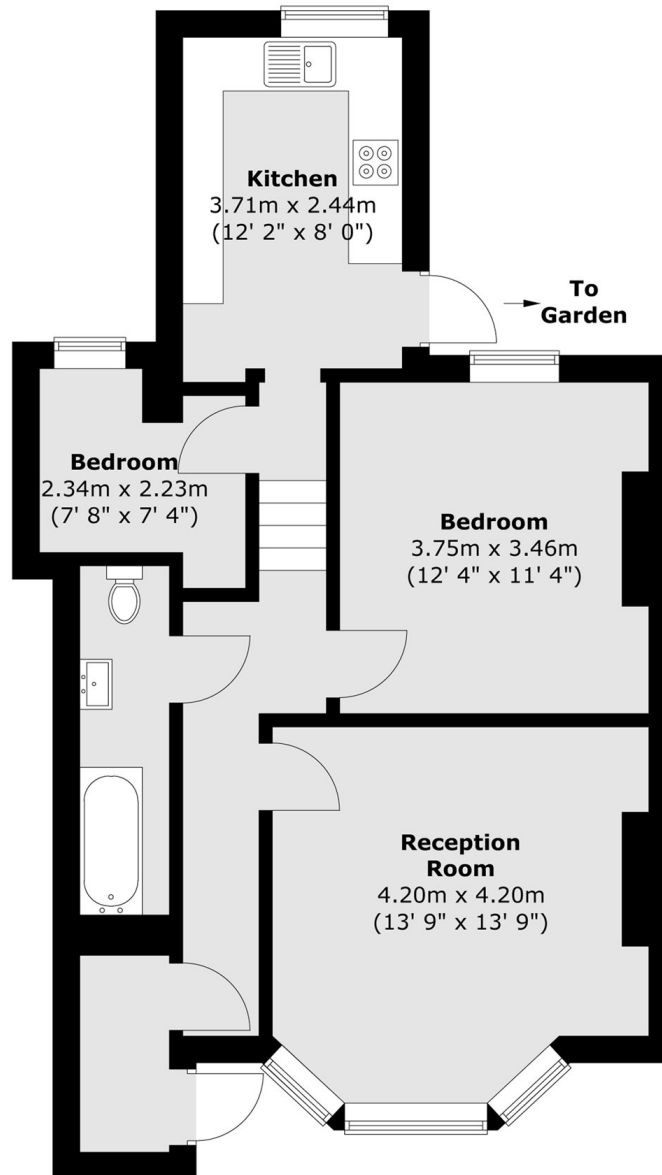 Kitchen
3.71m x 2.44m
(12' 2" x 8' 0")
To
Garden
Bedroom
2.34m x 2.23m
(7' 8" x 7' 4")
Bedroom
3.75m x 3.46m
(12' 4" x 11' 4")
Reception
Room
4.20m x 4.20m
(13' 9" x 13' 9")